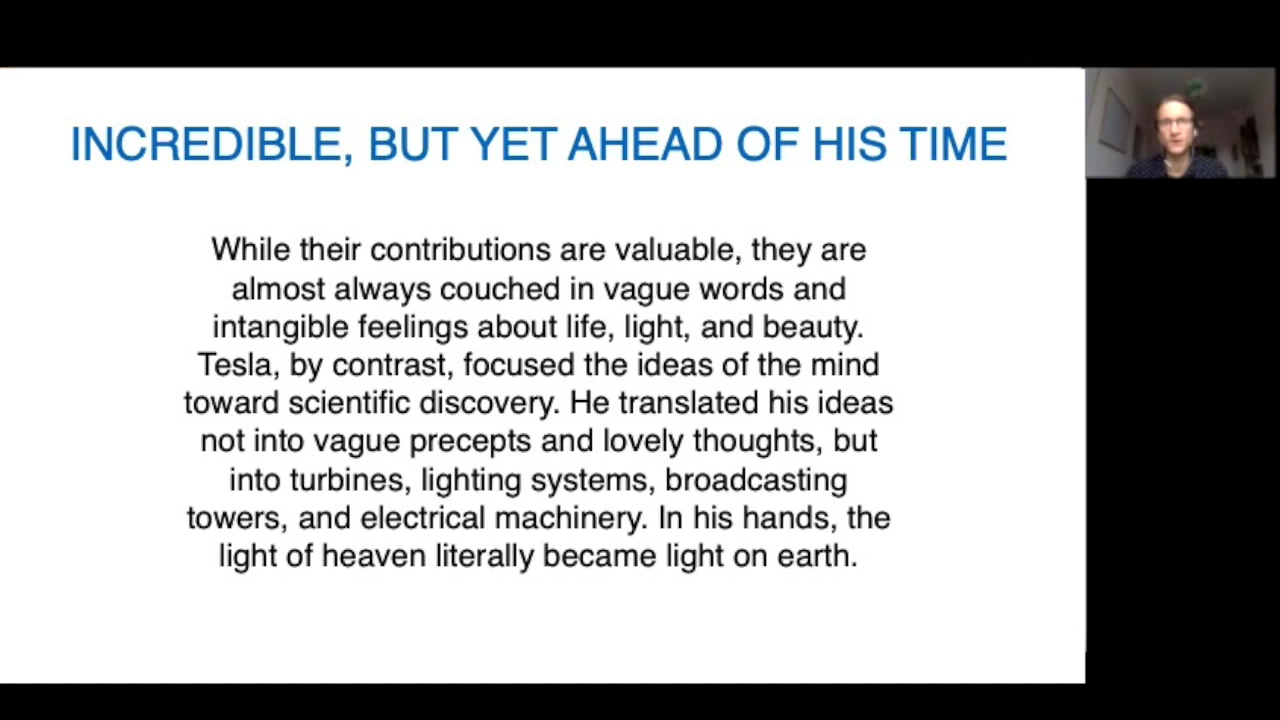 INCREDIBLE, BUT YET AHEAD OF HIS TIME
While their contributions are valuable, they are
almost always couched in vague words and
intangible feelings about life, light, and beauty.
Tesla, by contrast, focused the ideas of the mind
toward scientific discovery. He translated his ideas
not into vague precepts and lovely thoughts, but
into turbines, lighting systems, broadcasting
towers, and electrical machinery. In his hands, the
light of heaven literally became light on earth.